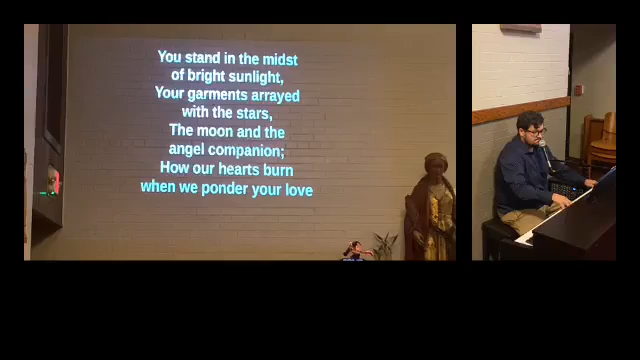 You stand in the midst
of bright sunlight,
Your garments arrayed
with the stars,
The moon and the
angel companion;
How our hearts burn
when we ponder your love